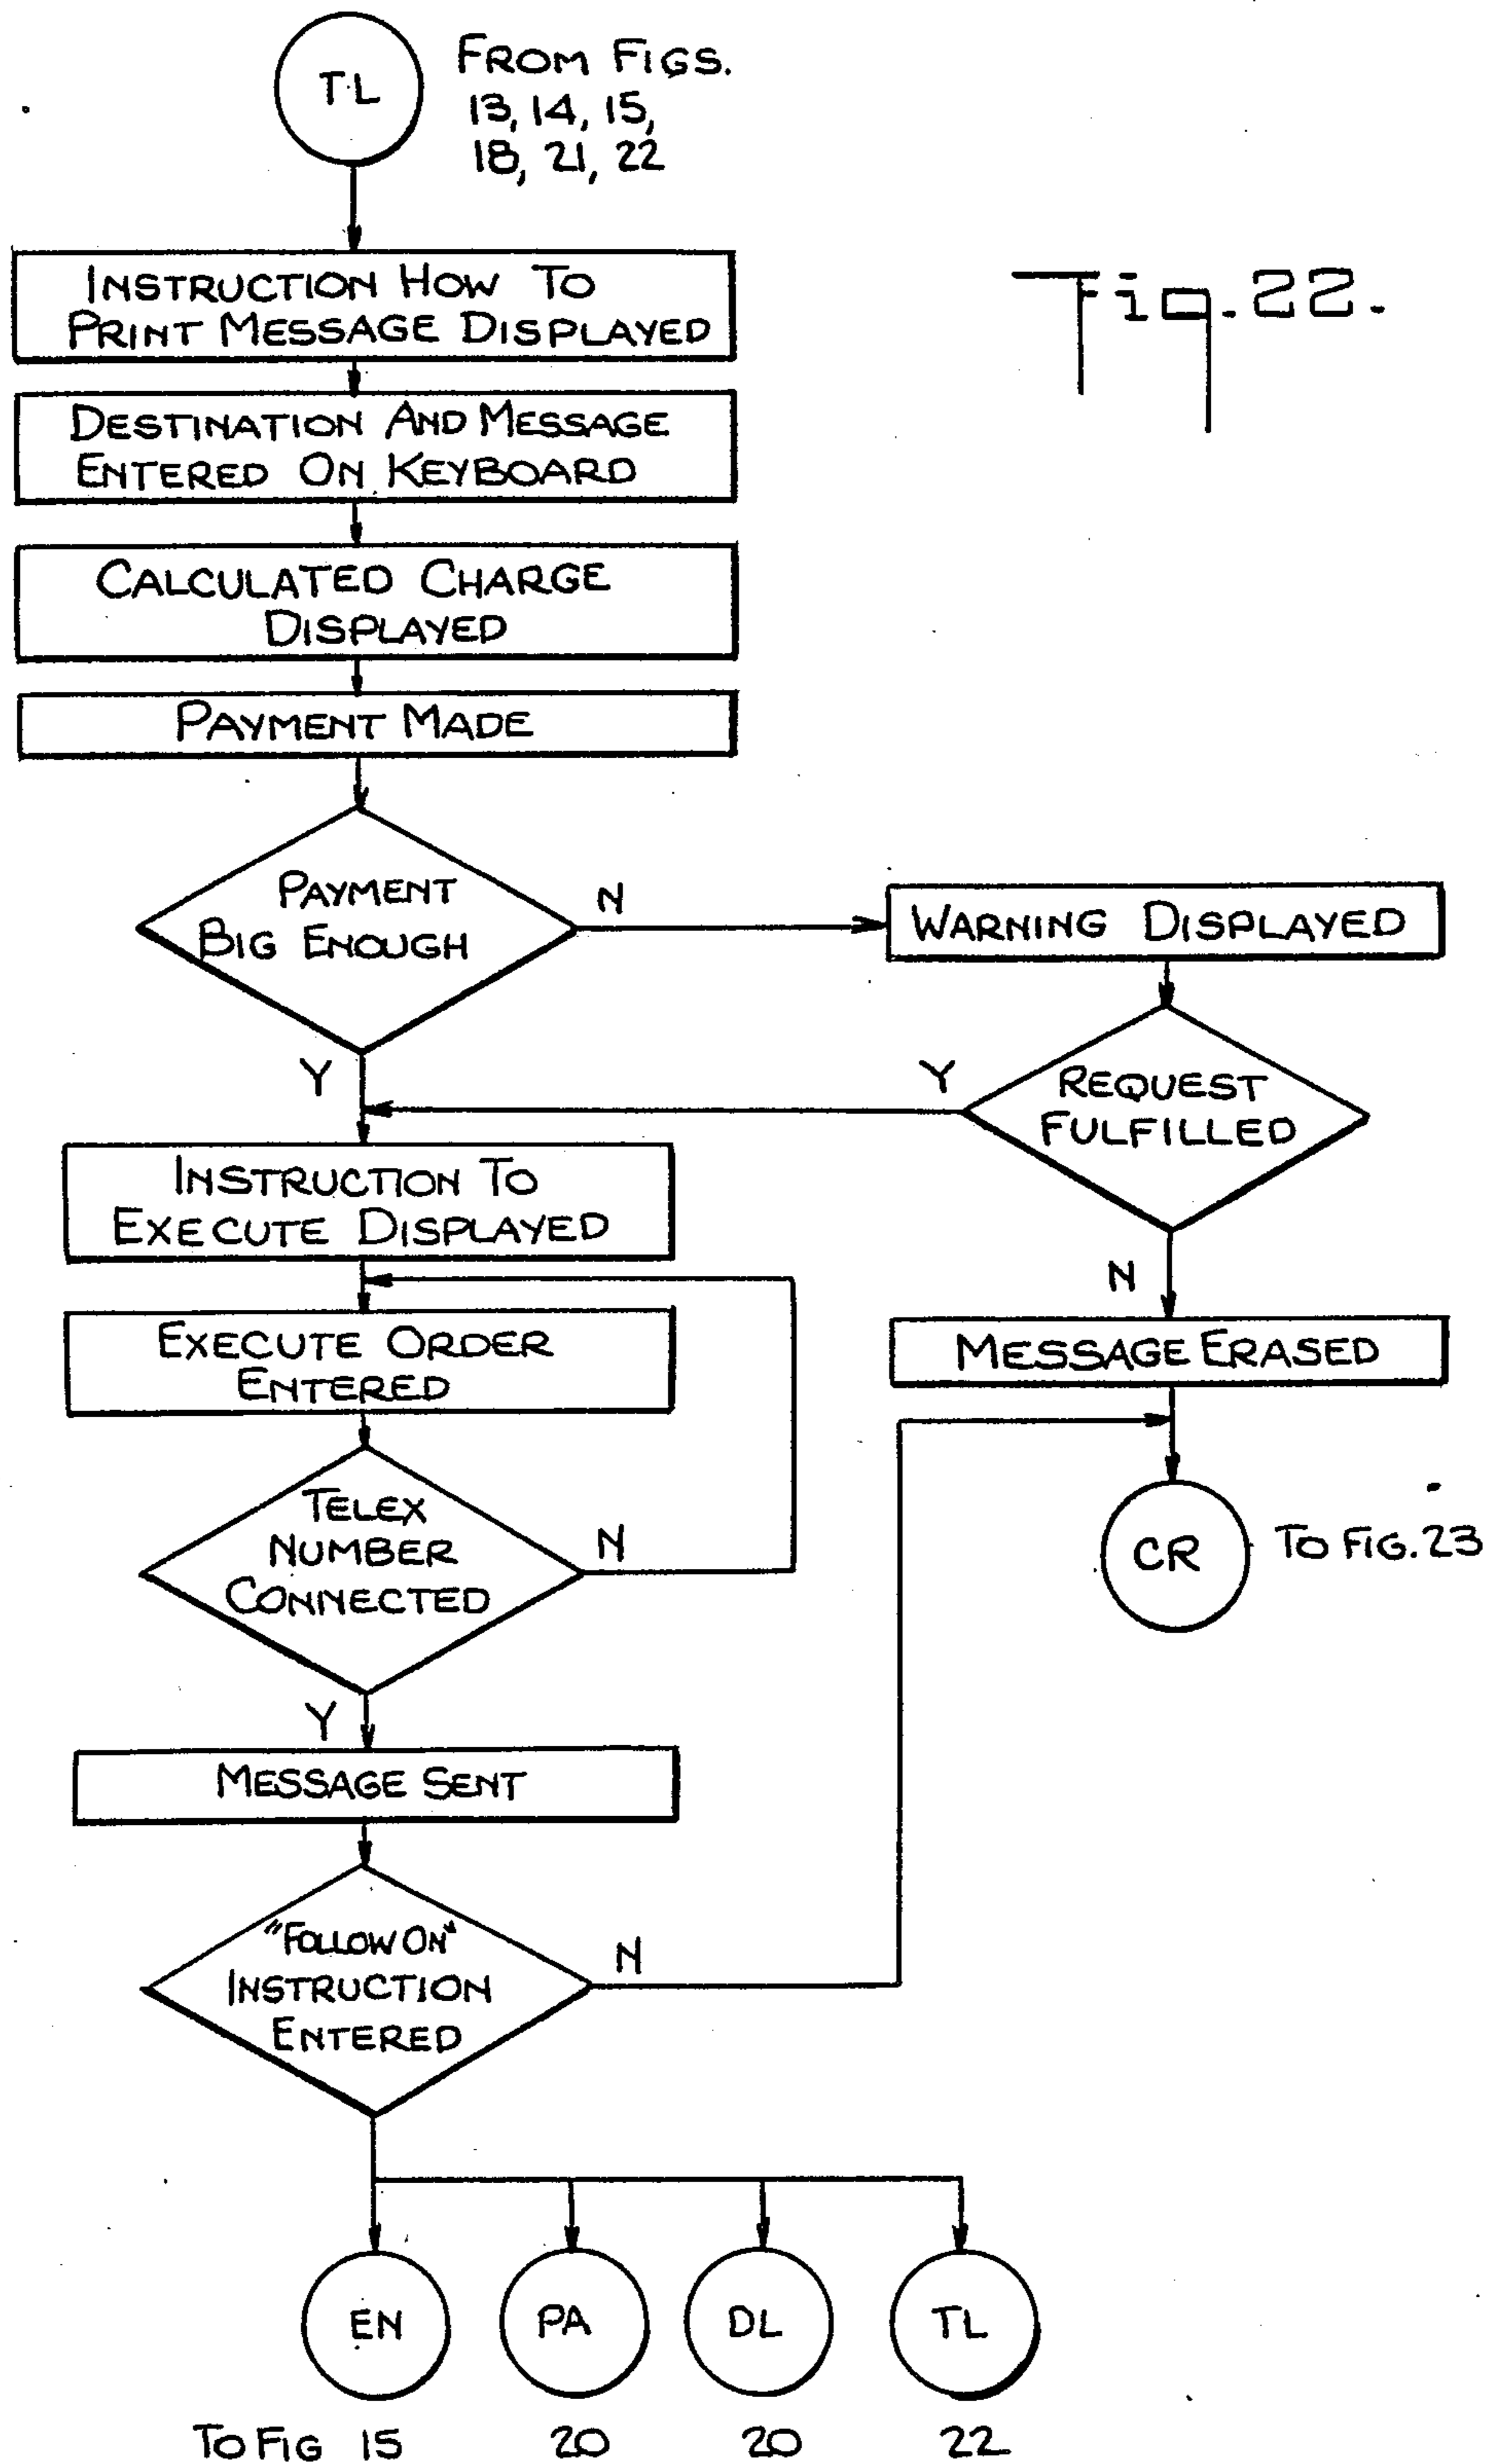 TL
FROM FIGS.
13, 14, 15,
18, 21, 22
Fig. 22.
INSTRUCTION HOW TO
PRINT MESSAGE DISPLAYED
DESTINATION AND MESSAGE
ENTERED ON KEYBOARD
CALCULATED CHARGE
DISPLAYED
PAYMENT MADE
PAYMENT
BIG ENOUGH
N
WARNING DISPLAYED
Y
Y
REQUEST
FULFILLED
INSTRUCTION TO
EXECUTE DISPLAYED
N
EXECUTE ORDER
ENTERED
MESSAGE ERASED
TELEX
NUMBER
CONNECTED
N
CR
TO FIG. 23
Y
MESSAGE SENT
"FOLLOW ON"
INSTRUCTION
ENTERED
N
EN
PA
DL
TL
TO FIG 15
20
20
22